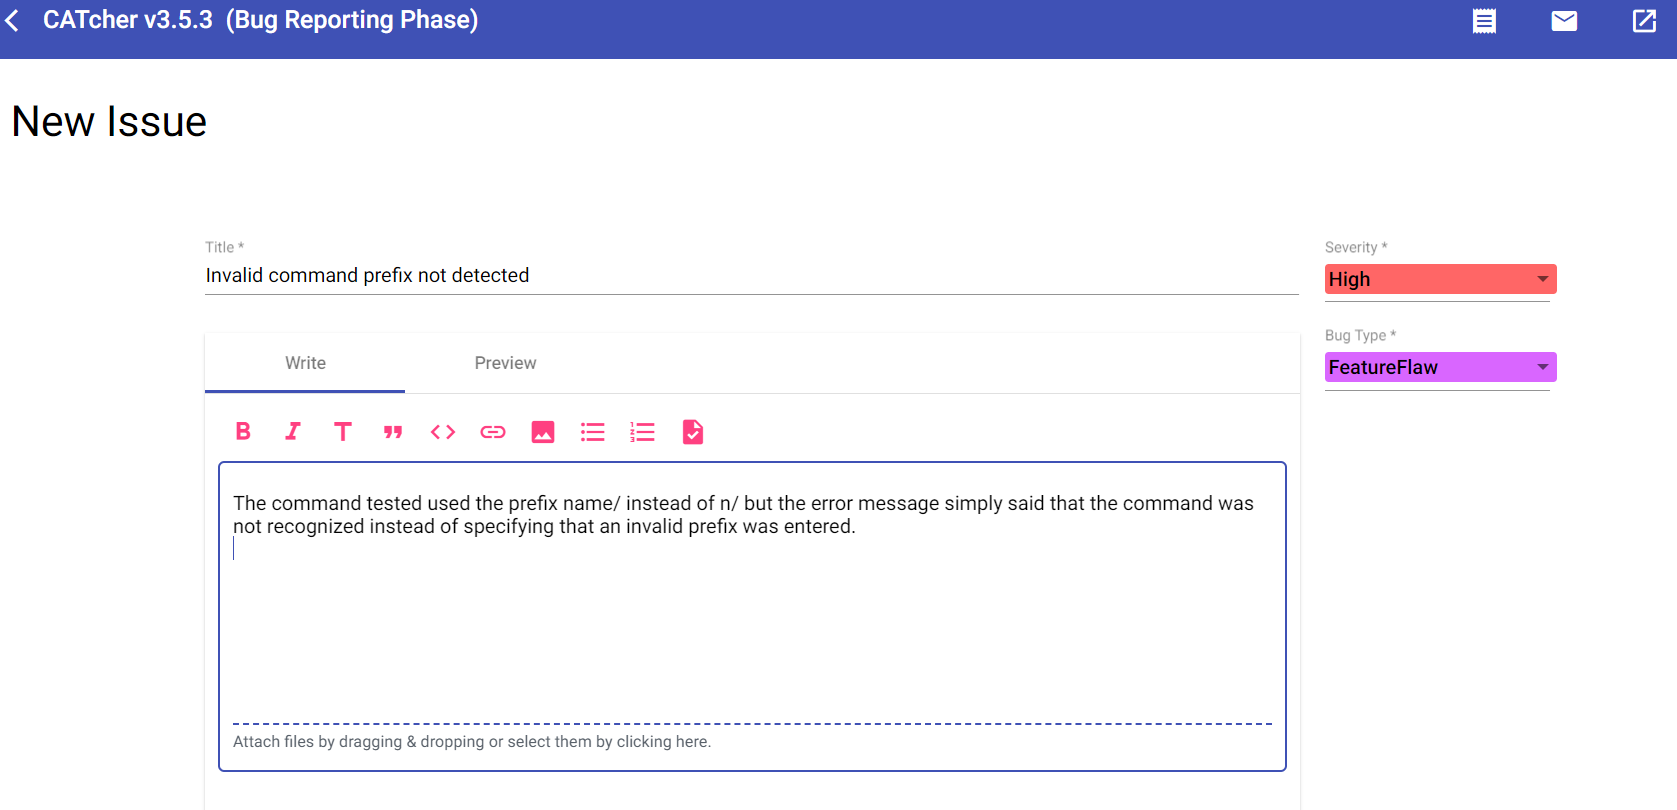 CATcher v3.5.3 (Bug Reporting Phase)
New Issue
Title *
Invalid command prefix not detected
Severity *
High
Bug Type *
FeatureFlaw
Write Preview
The command tested used the prefix name/ instead of n/ but the error message simply said that the command was
not recognized instead of specifying that an invalid prefix was entered.
Attach files by dragging & dropping or select them by clicking here.